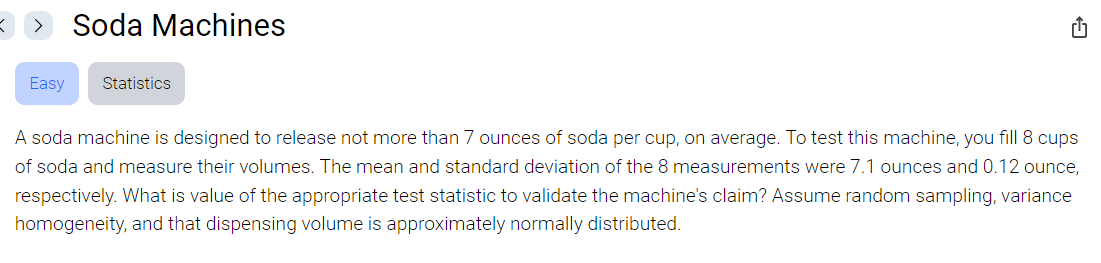 Soda Machines
Easy Statistics
A soda machine is designed to release not more than 7 ounces of soda per cup, on average. To test this machine, you fill 8 cups
of soda and measure their volumes. The mean and standard deviation of the 8 measurements were 7.1 ounces and 0.12 ounce,
respectively. What is value of the appropriate test statistic to validate the machine's claim? Assume random sampling, variance
homogeneity, and that dispensing volume is approximately normally distributed.